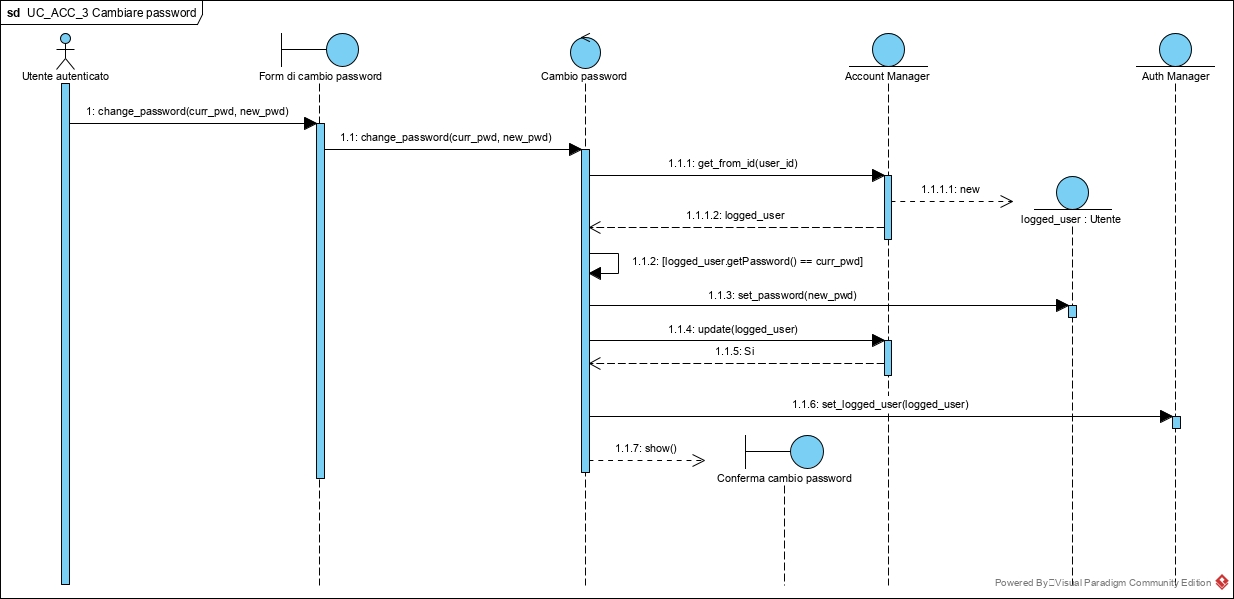 sd UC_ACC_3 Cambiare password
Utente autenticato
Form di cambio password
Cambio password
Account Manager
Auth Manager
1: change_password(curr_pwd, new_pwd)
1.1: change_password(curr_pwd, new_pwd)
1.1.1: get_from_id(user_id)
1.1.1.1: new
logged_user : Utente
1.1.1.2: logged_user
1.1.2: [logged_user.getPassword() == curr_pwd]
1.1.3: set_password(new_pwd)
1.1.4: update(logged_user)
1.1.5: Si
1.1.6: set_logged_user(logged_user)
1.1.7: show()
Conferma cambio password
Powered By Visual Paradigm Community Edition